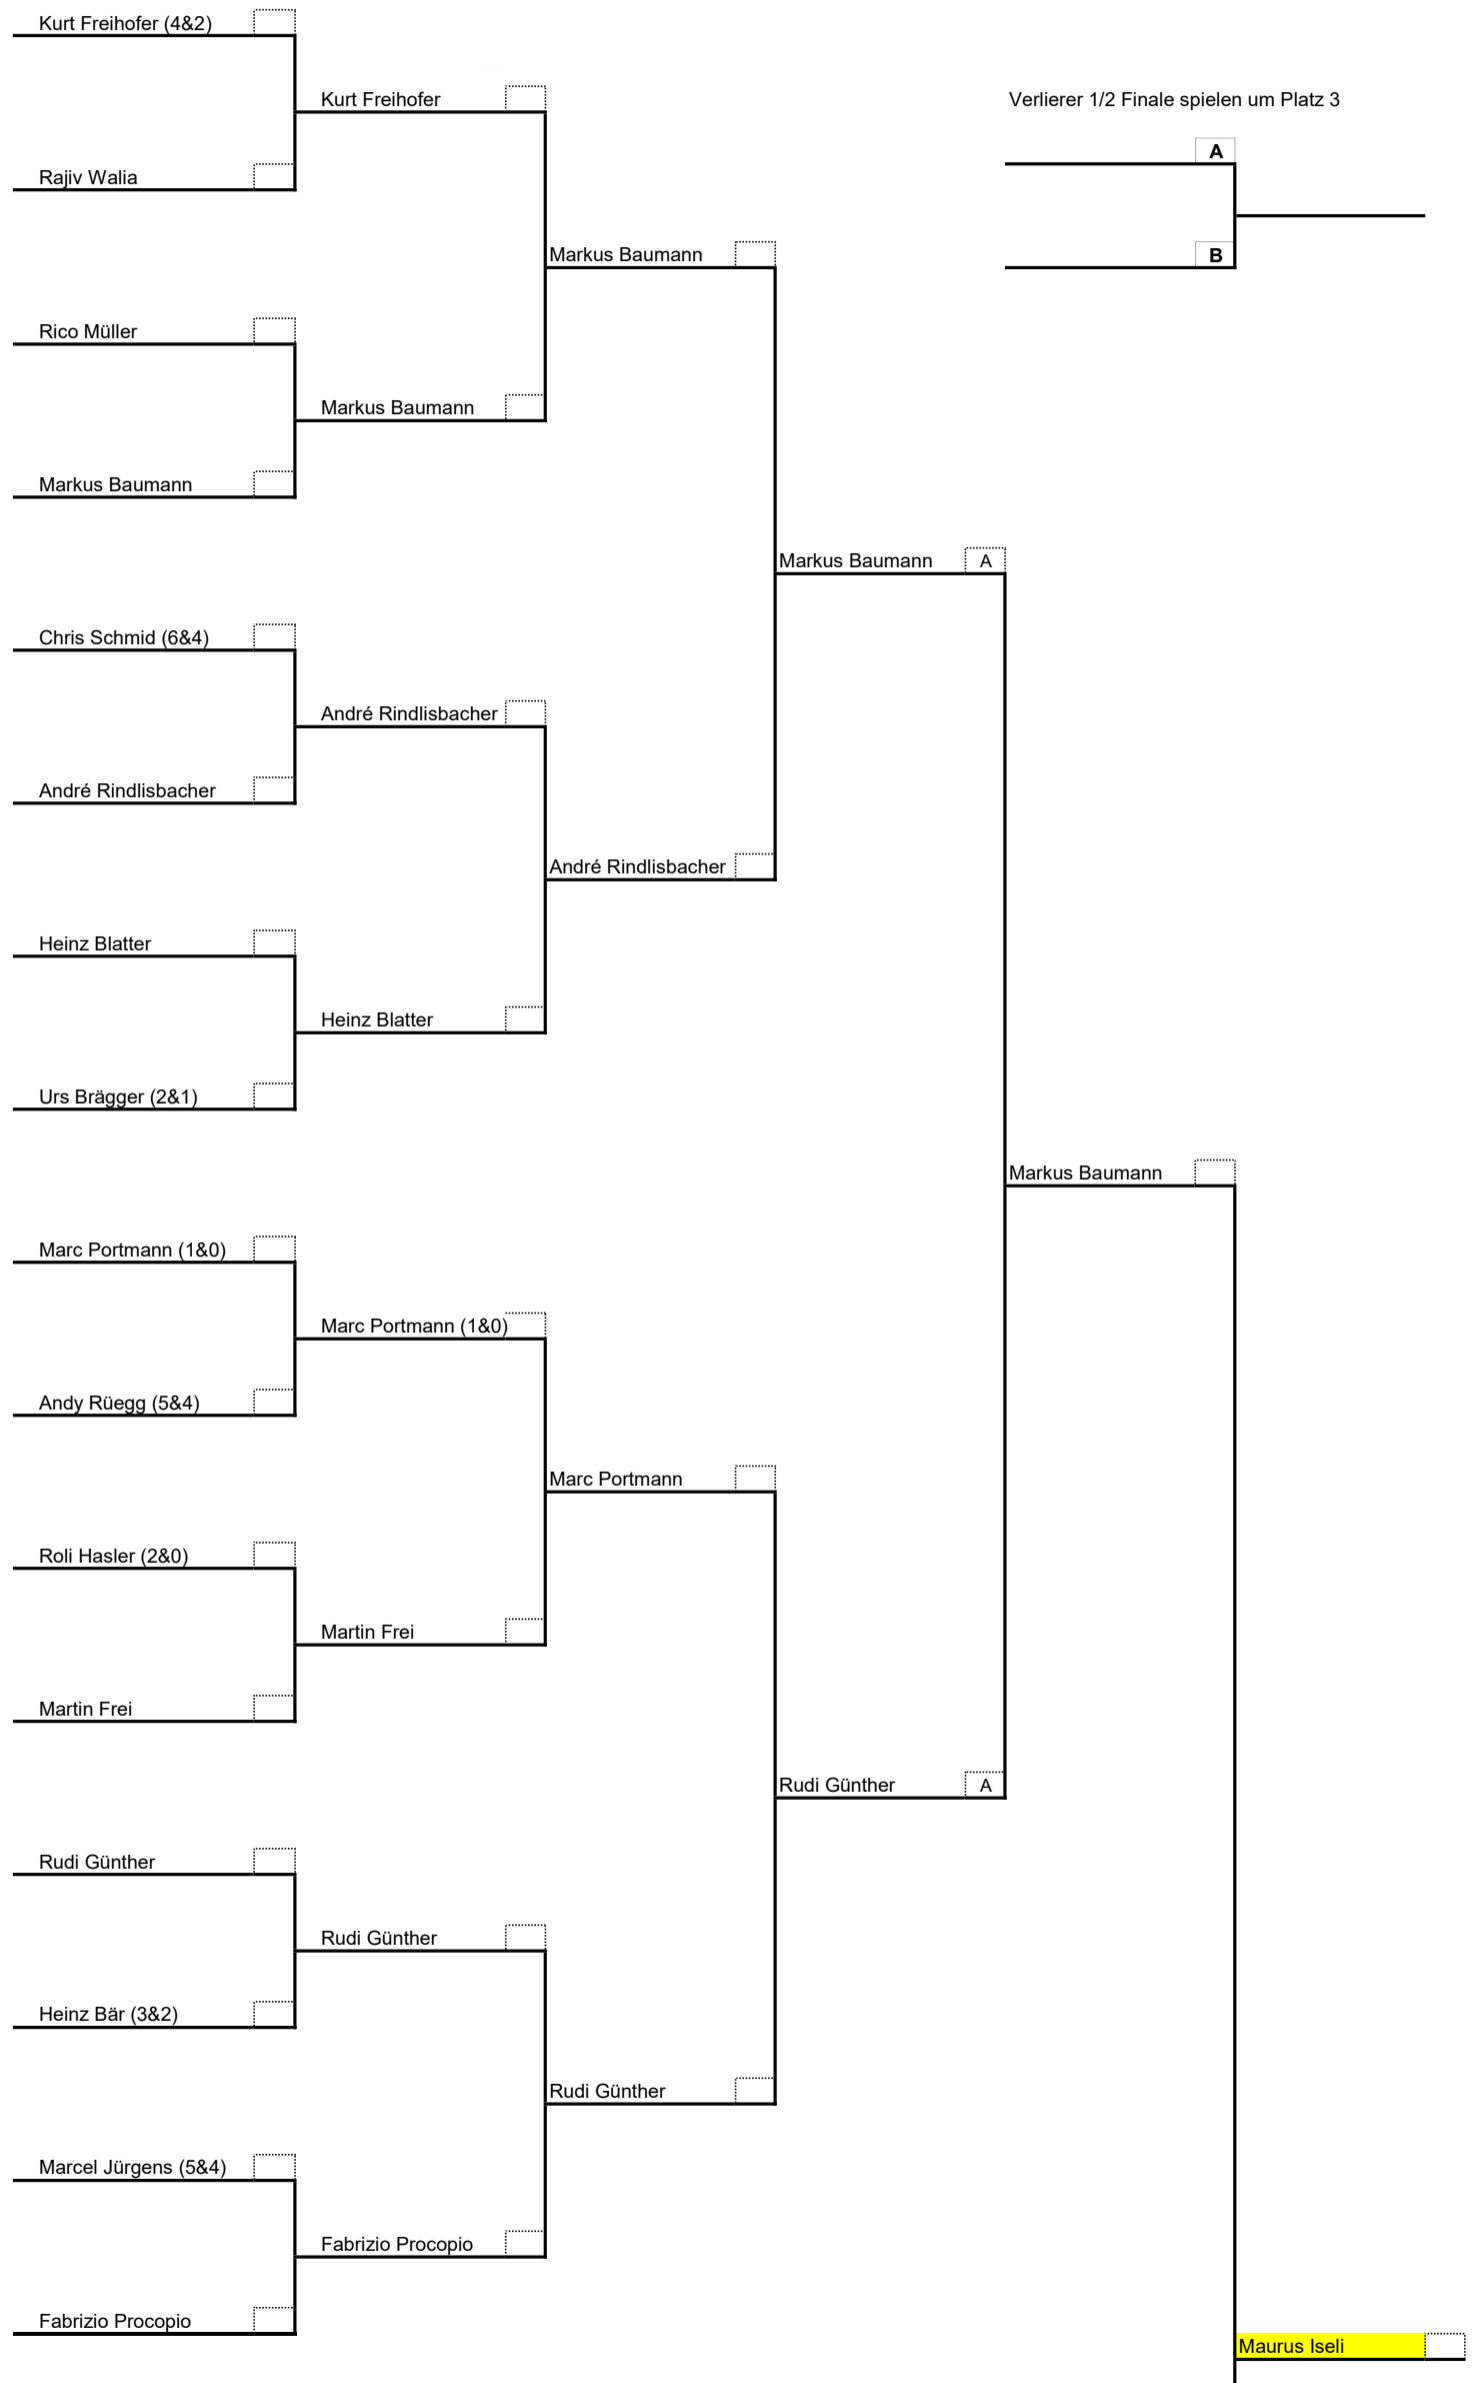 Kurt Freihofer (4&2)
Kurt Freihofer
Verlierer 1/2 Finale spielen um Platz 3
A
Rajiv Walia
Markus Baumann
B
Rico Müller
Markus Baumann
Markus Baumann
Markus Baumann A
Chris Schmid (6&4)
André Rindlisbacher
André Rindlisbacher
André Rindlisbacher
Heinz Blatter
Heinz Blatter
Urs Brägger (2&1)
Markus Baumann
Marc Portmann (1&0)
Marc Portmann (1&0)
Andy Rüegg (5&4)
Marc Portmann
Roli Hasler (2&0)
Martin Frei
Martin Frei
Rudi Günther A
Rudi Günther
Rudi Günther
Heinz Bär (3&2)
Rudi Günther
Marcel Jürgens (5&4)
Fabrizio Procopio
Fabrizio Procopio
Maurus Iseli